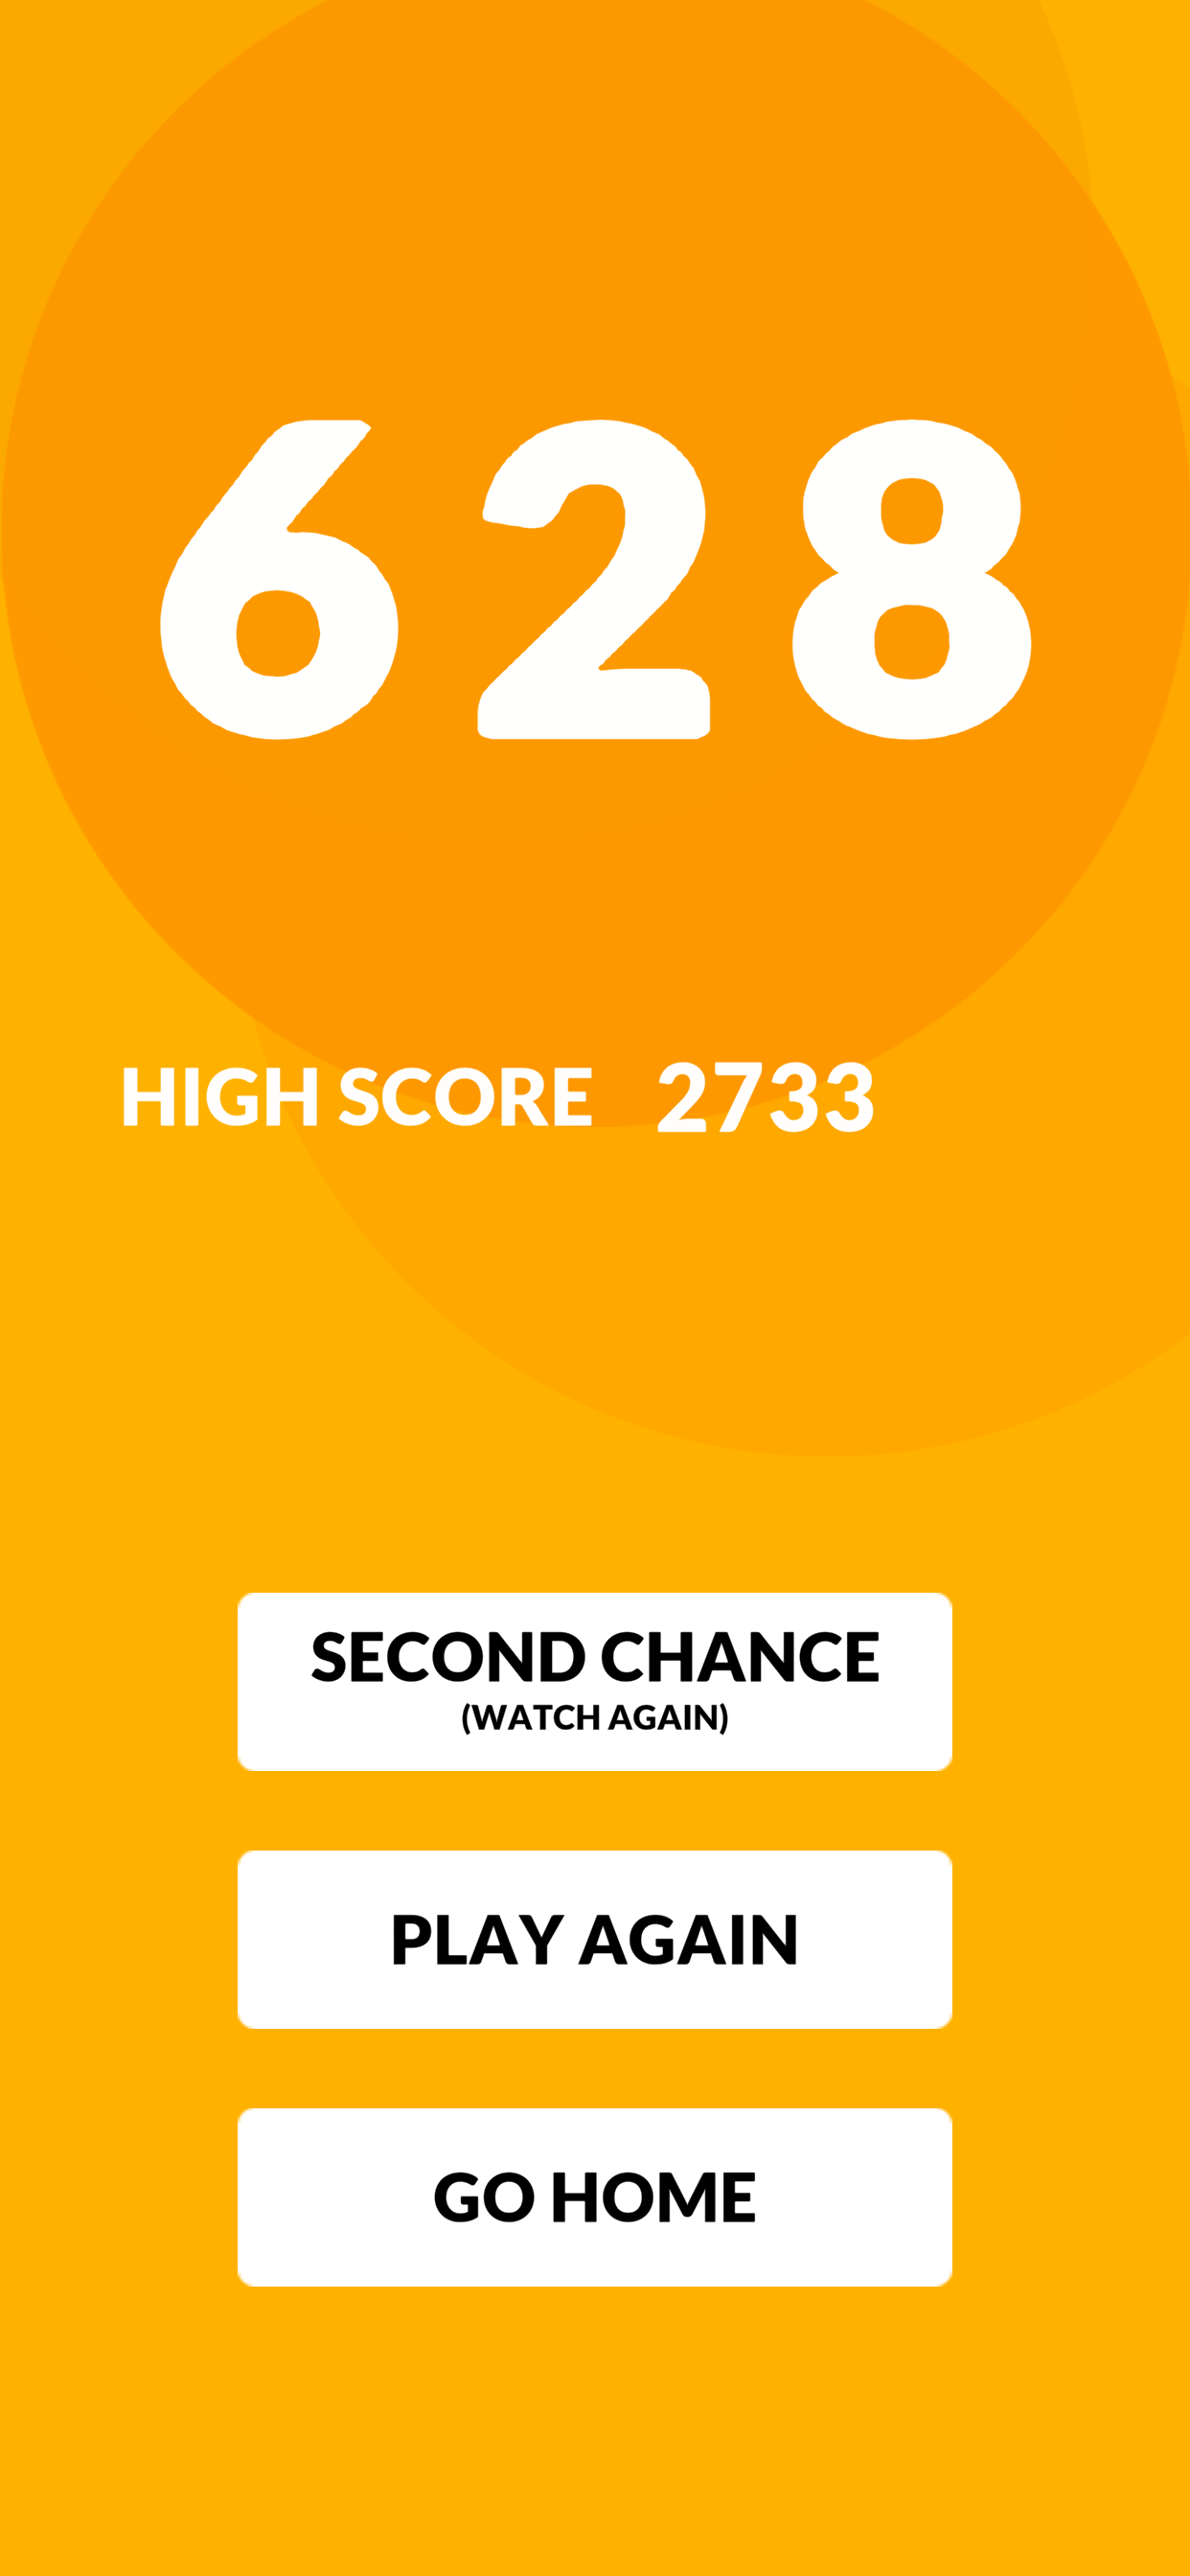 628
HIGH SCORE 2733
SECOND CHANCE
(WATCH AGAIN)
PLAY AGAIN
GO HOME